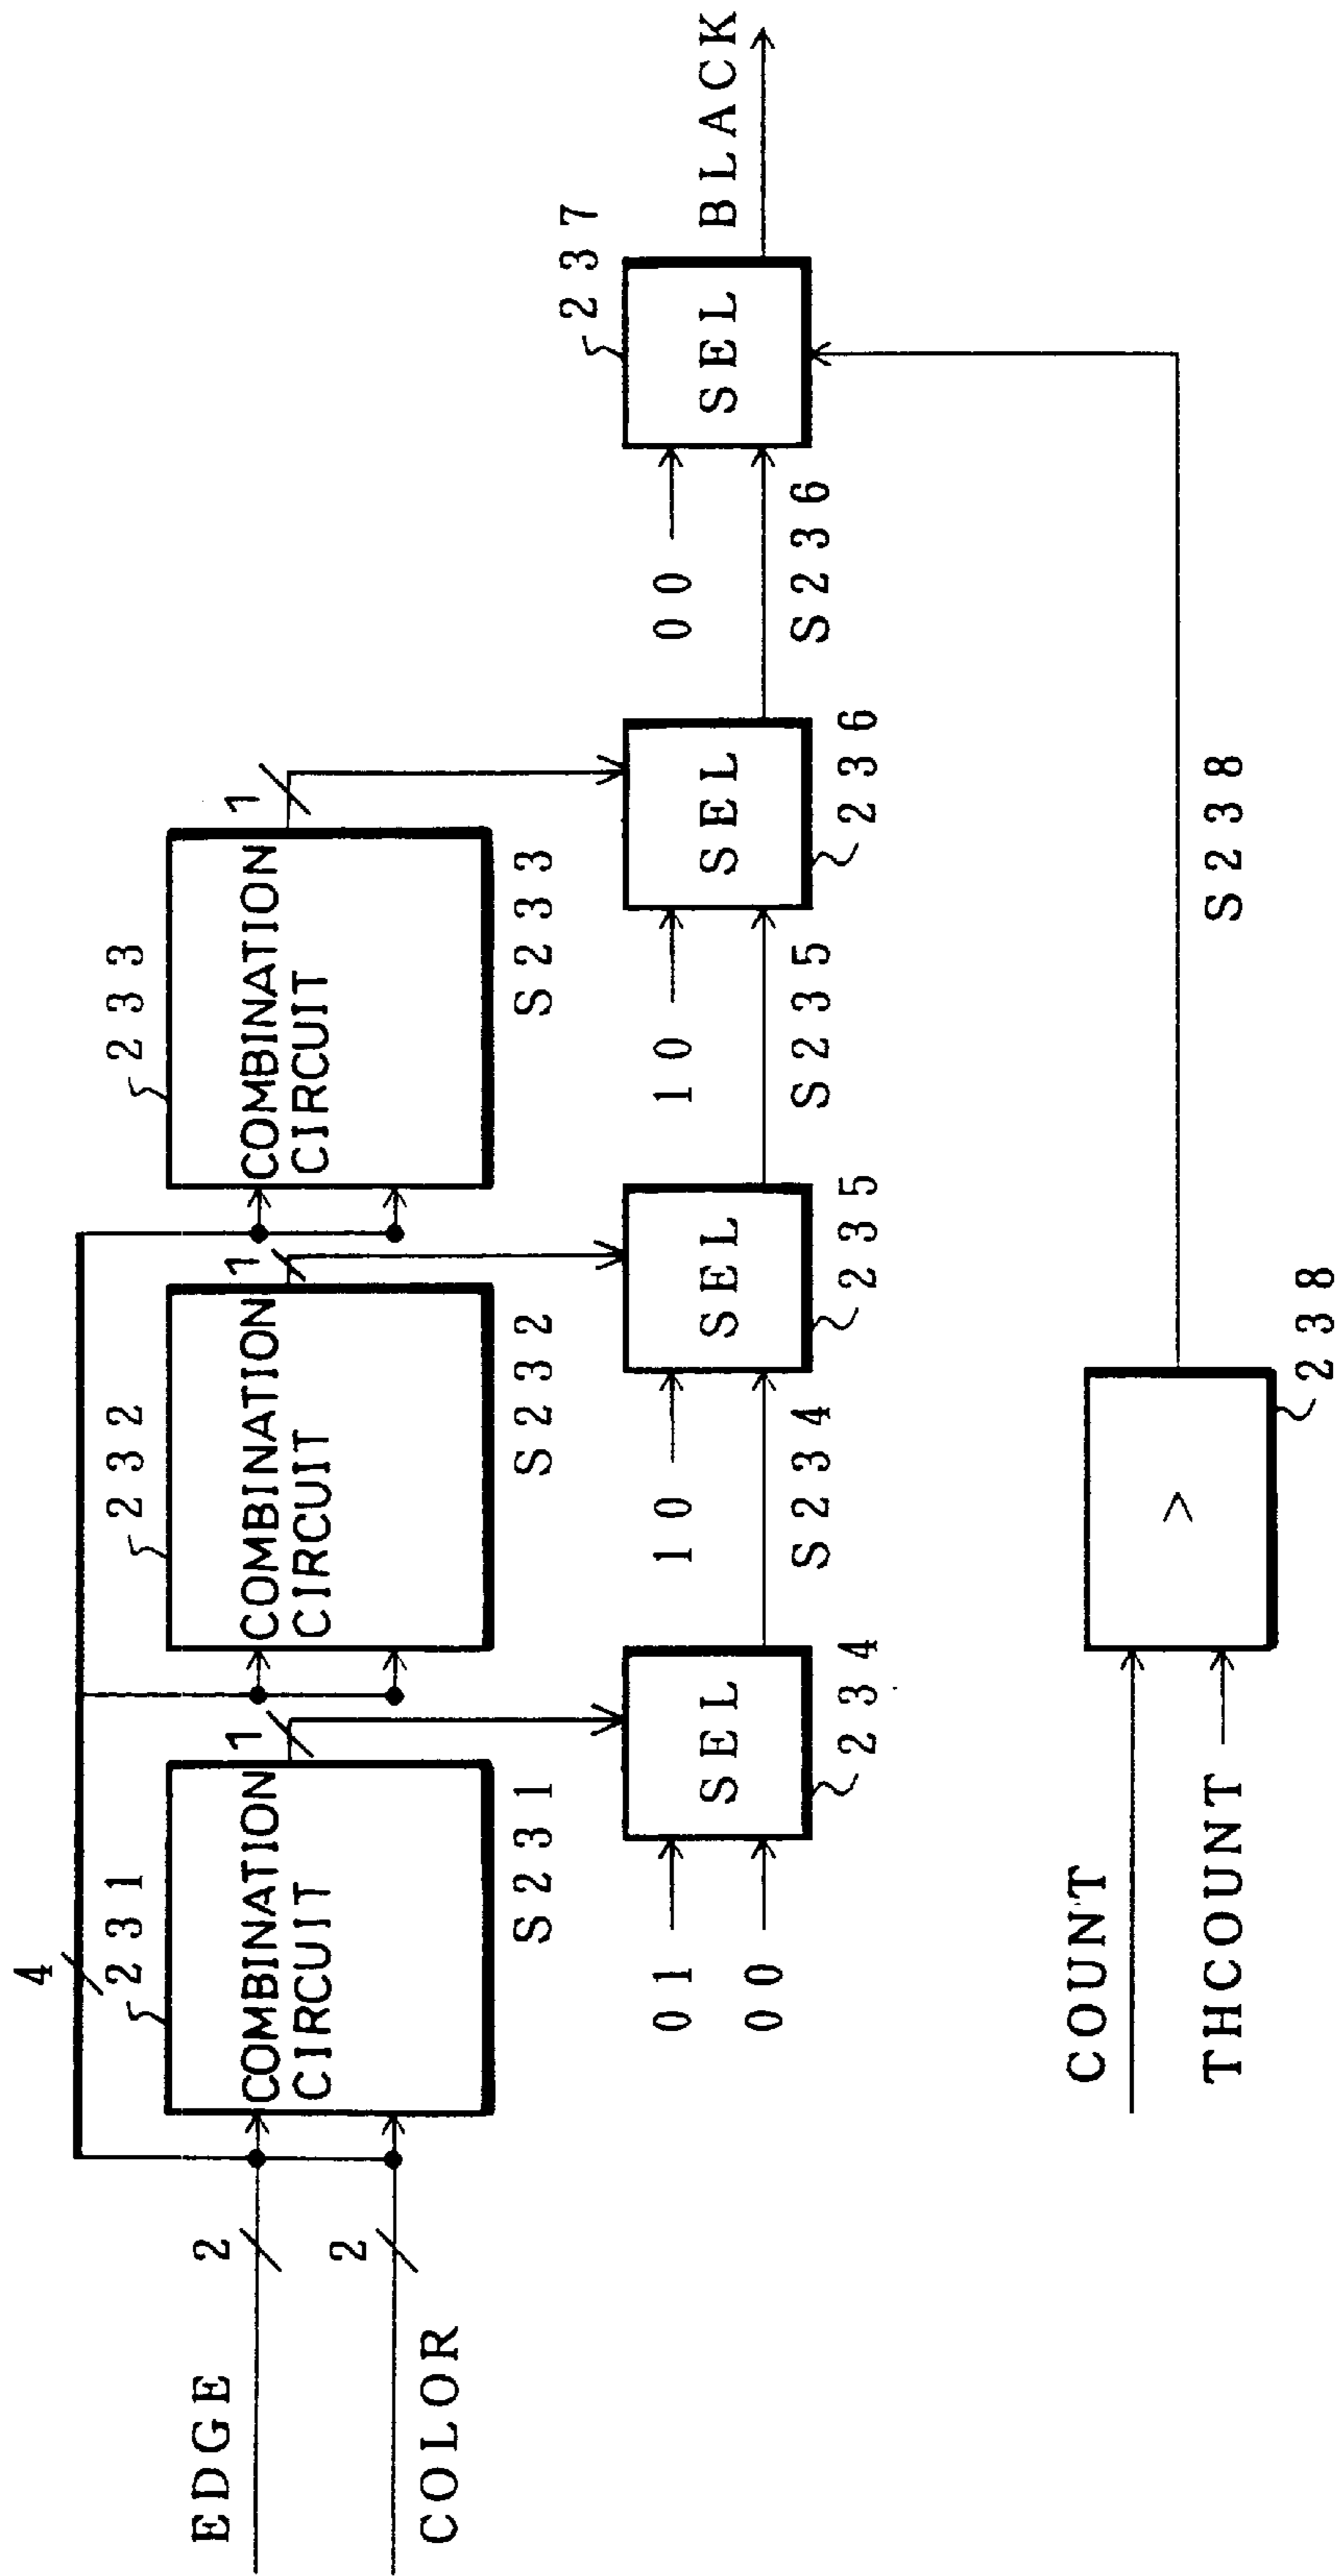 EDGE
COLOR
2
2
4
231
COMBINATION
CIRCUIT
1
S231
232
COMBINATION
CIRCUIT
1
S232
233
COMBINATION
CIRCUIT
1
S233
01
00
SEL
234
10
S234
SEL
235
10
S235
SEL
236
00
S236
SEL
237
BLACK
COUNT
THCOUNT
>
238
S238